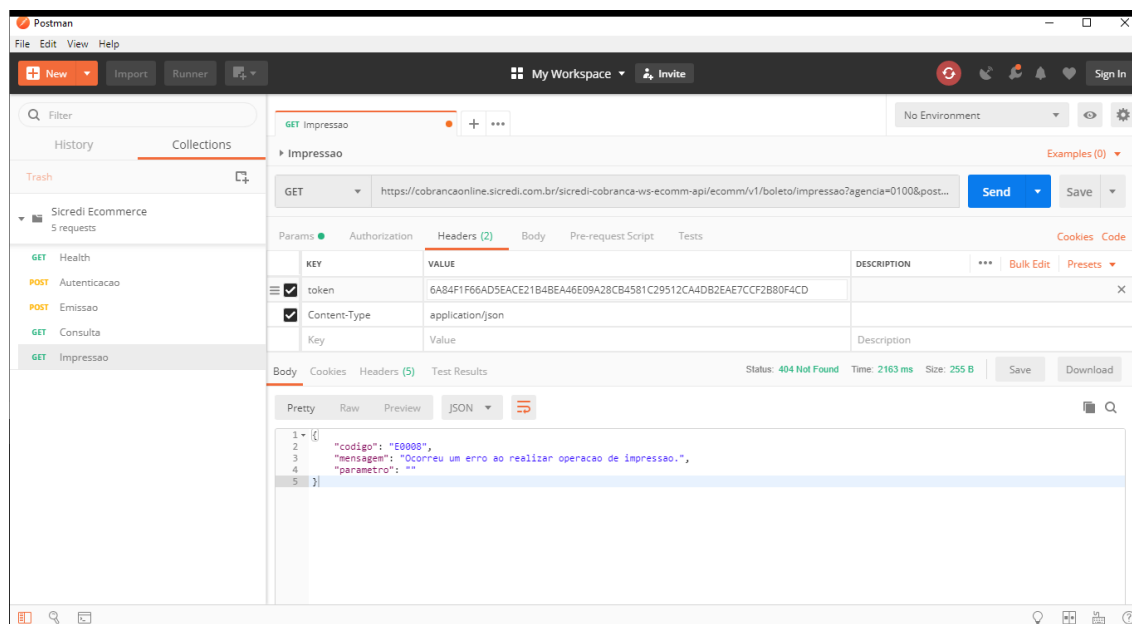 Postman
File Edit View Help
New Import Runner My Workspace Invite Sign In
Filter
History Collections
Trash
Sicredi Ecommerce
5 requests
GET Health
POST Autenticacao
POST Emissao
GET Consulta
GET Impressao
GET Impressao + ••• No Environment
Impressao Examples (0)
GET https://cobrancaonline.sicredi.com.br/sicredi-cobranca-ws-ecomm-api/ecomm/v1/boleto/impressao?agencia=0100&post... Send Save
Params Authorization Headers (2) Body Pre-request Script Tests Cookies Code
KEY VALUE DESCRIPTION ••• Bulk Edit Presets
token 6A84F1F66AD5EACE21B4BEA46E09A28CB4581C29512CA4DB2EAE7CCF2B80F4CD
Content-Type application/json
Key Value Description
Body Cookies Headers (5) Test Results Status: 404 Not Found Time: 2163 ms Size: 255 B Save Download
Pretty Raw Preview JSON
1 {
2 "codigo": "E0008",
3 "mensagem": "Ocorreu um erro ao realizar operacao de impressao.",
4 "parametro": ""
5 }